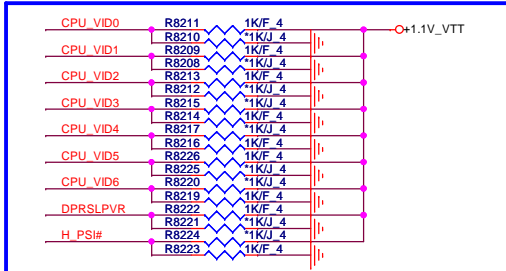 CPU_VID0 R8211 1K/F_4 +1.1V_VTT
R8210 *1K/J_4
CPU_VID1 R8209 1K/F_4
R8208 *1K/J_4
CPU_VID2 R8213 1K/F_4
R8212 *1K/J_4
CPU_VID3 R8215 *1K/J_4
R8214 1K/F_4
CPU_VID4 R8217 *1K/J_4
R8216 1K/F_4
CPU_VID5 R8226 1K/F_4
R8225 *1K/J_4
CPU_VID6 R8220 *1K/J_4
R8219 1K/F_4
DPRSLPVR R8222 1K/F_4
R8221 *1K/J_4
H_PSI# R8224 *1K/J_4
R8223 1K/F_4